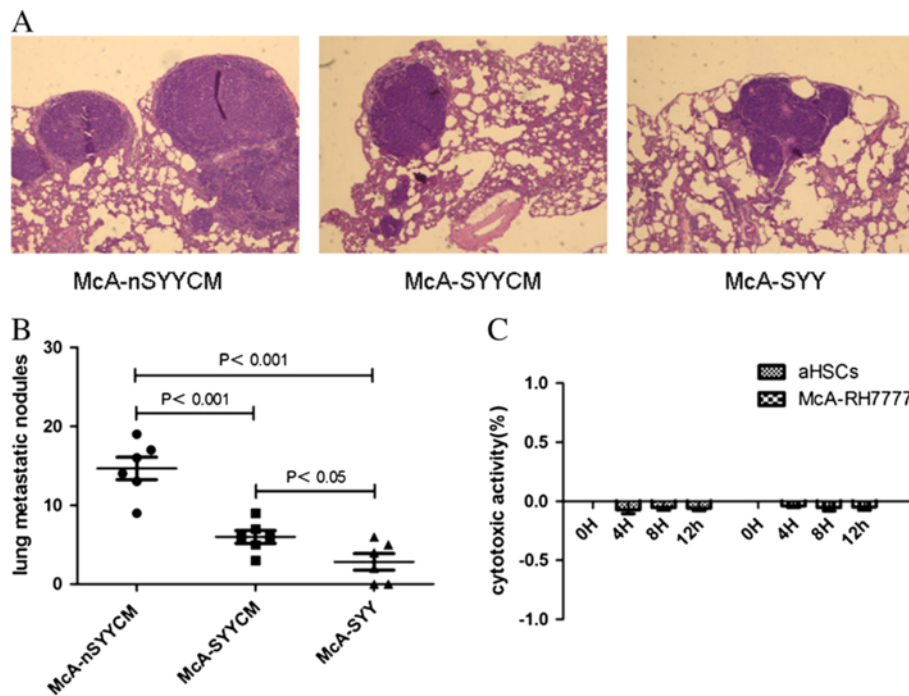 A
McA-nSYYCM
McA-SYYCM
McA-SYY
B
lung metastatic nodules
30
20
10
0
P< 0.001
P< 0.001
P< 0.05
McA-nSYYCM
McA-SYYCM
McA-SYY
C
cytotoxic activity(%)
1.0
0.5
0.0
-0.5
-1.0
aHSCs
McA-RH7777
0H
4H
8H
12h
0H
4H
8H
12h